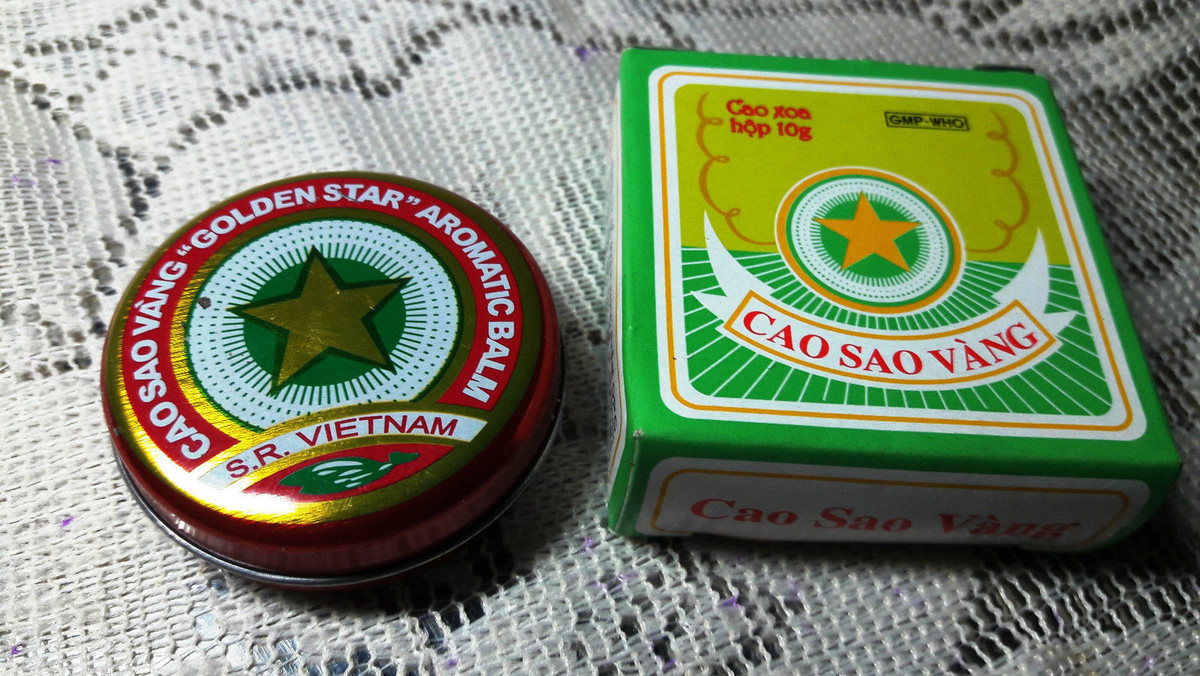 CAO SAO VÀNG “GOLDEN STAR” AROMATIC BALM
S.R. VIETNAM
Cao xoa
hộp 10g
GMP-WHO
CAO SAO VÀNG
Cao Sao Vàng